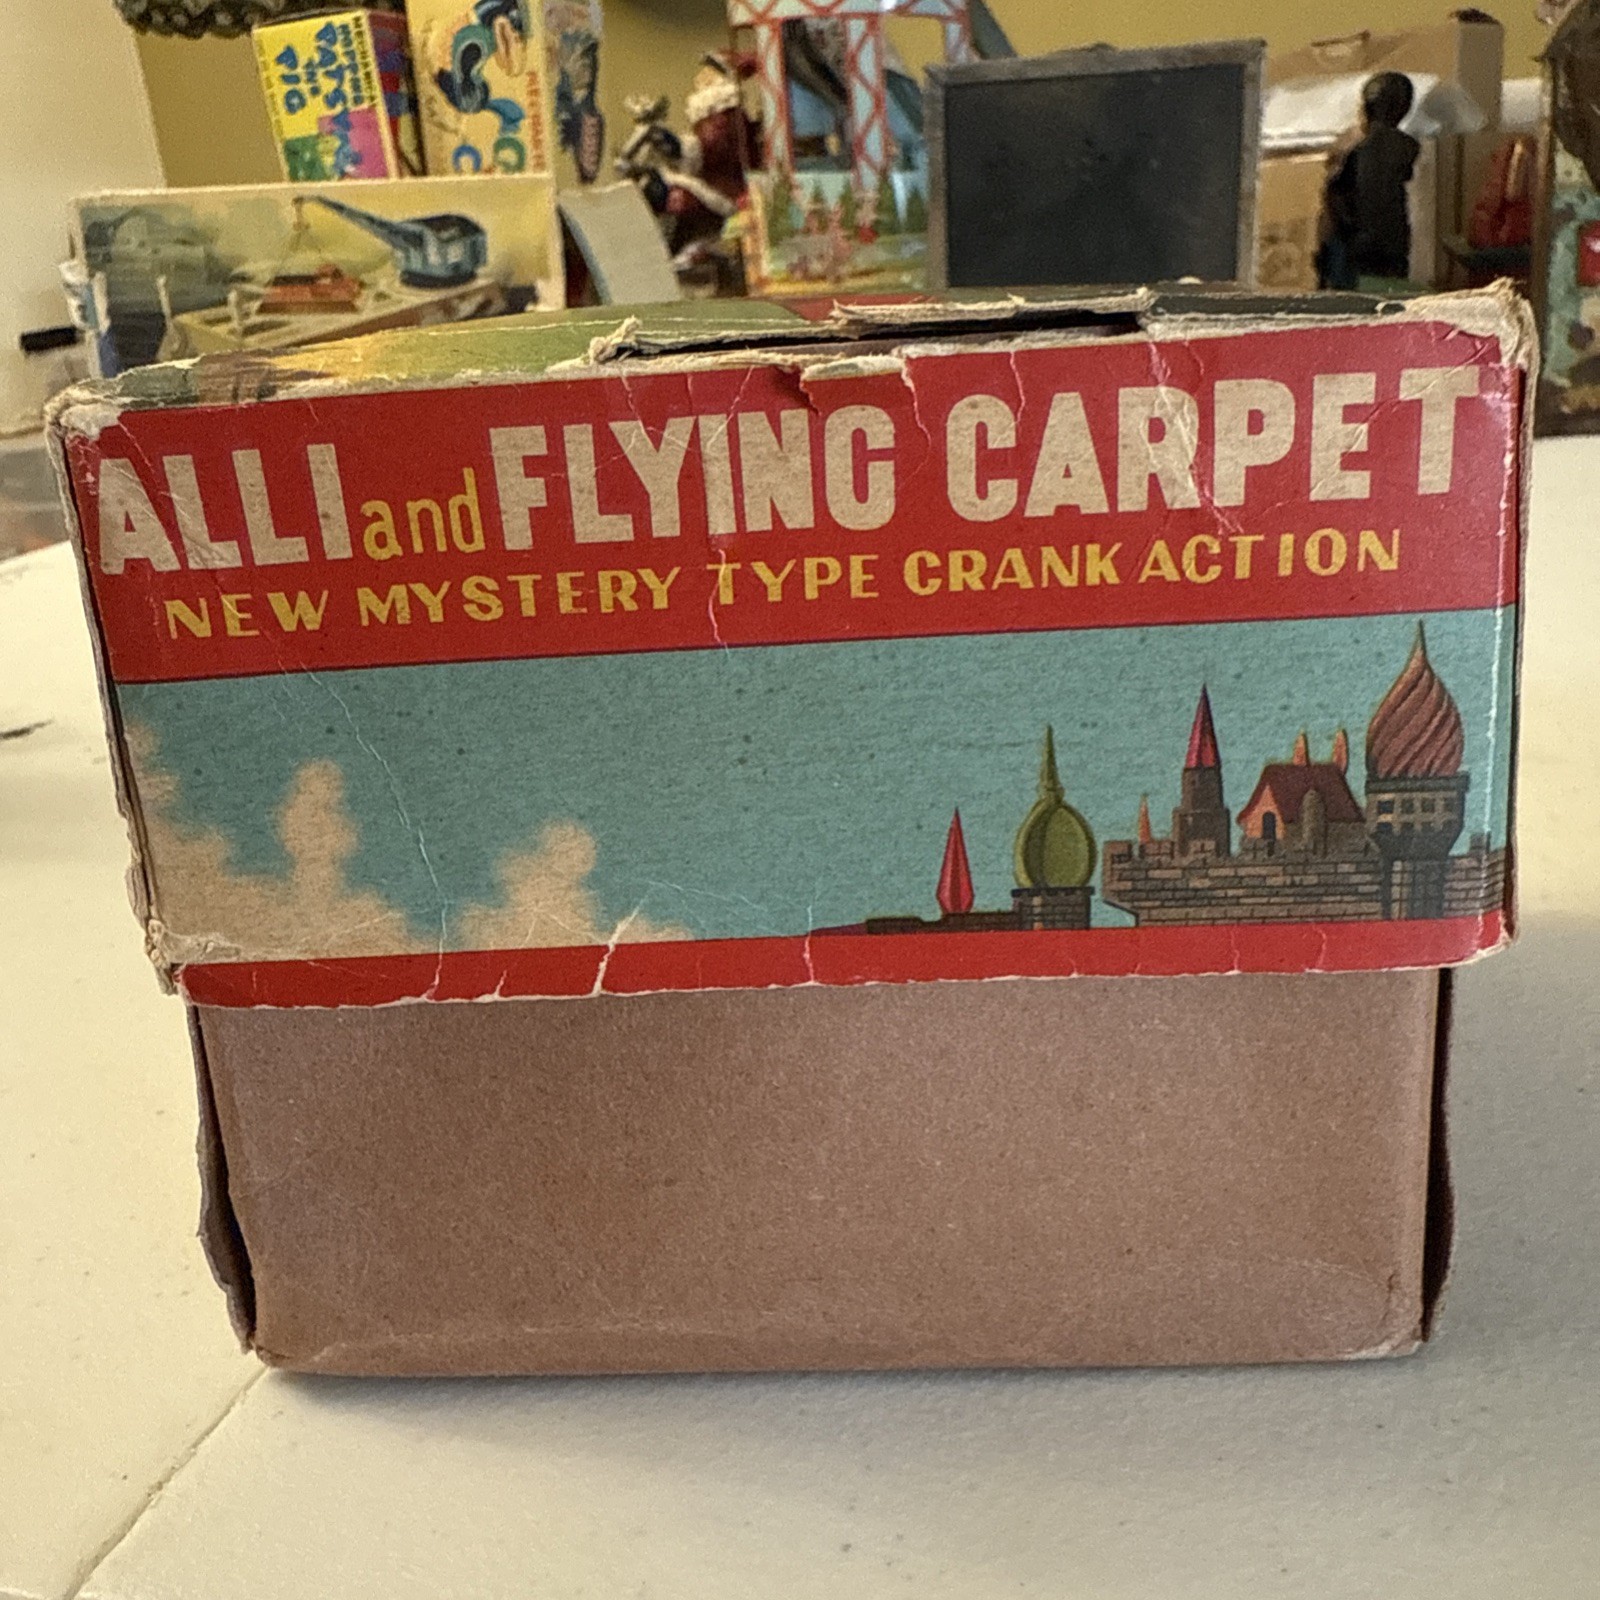 ALLI and FLYING CARPET
NEW MYSTERY TYPE CRANK ACTION